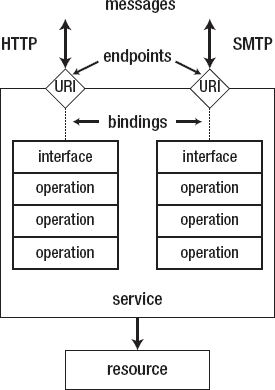 messages
HTTP SMTP
endpoints
URI URI
bindings
interface interface
operation operation
operation operation
operation operation
service
resource